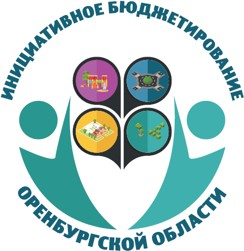 ИНИЦИАТИВНОЕ БЮДЖЕТИРОВАНИЕ
ОРЕНБУРГСКОЙ ОБЛАСТИ